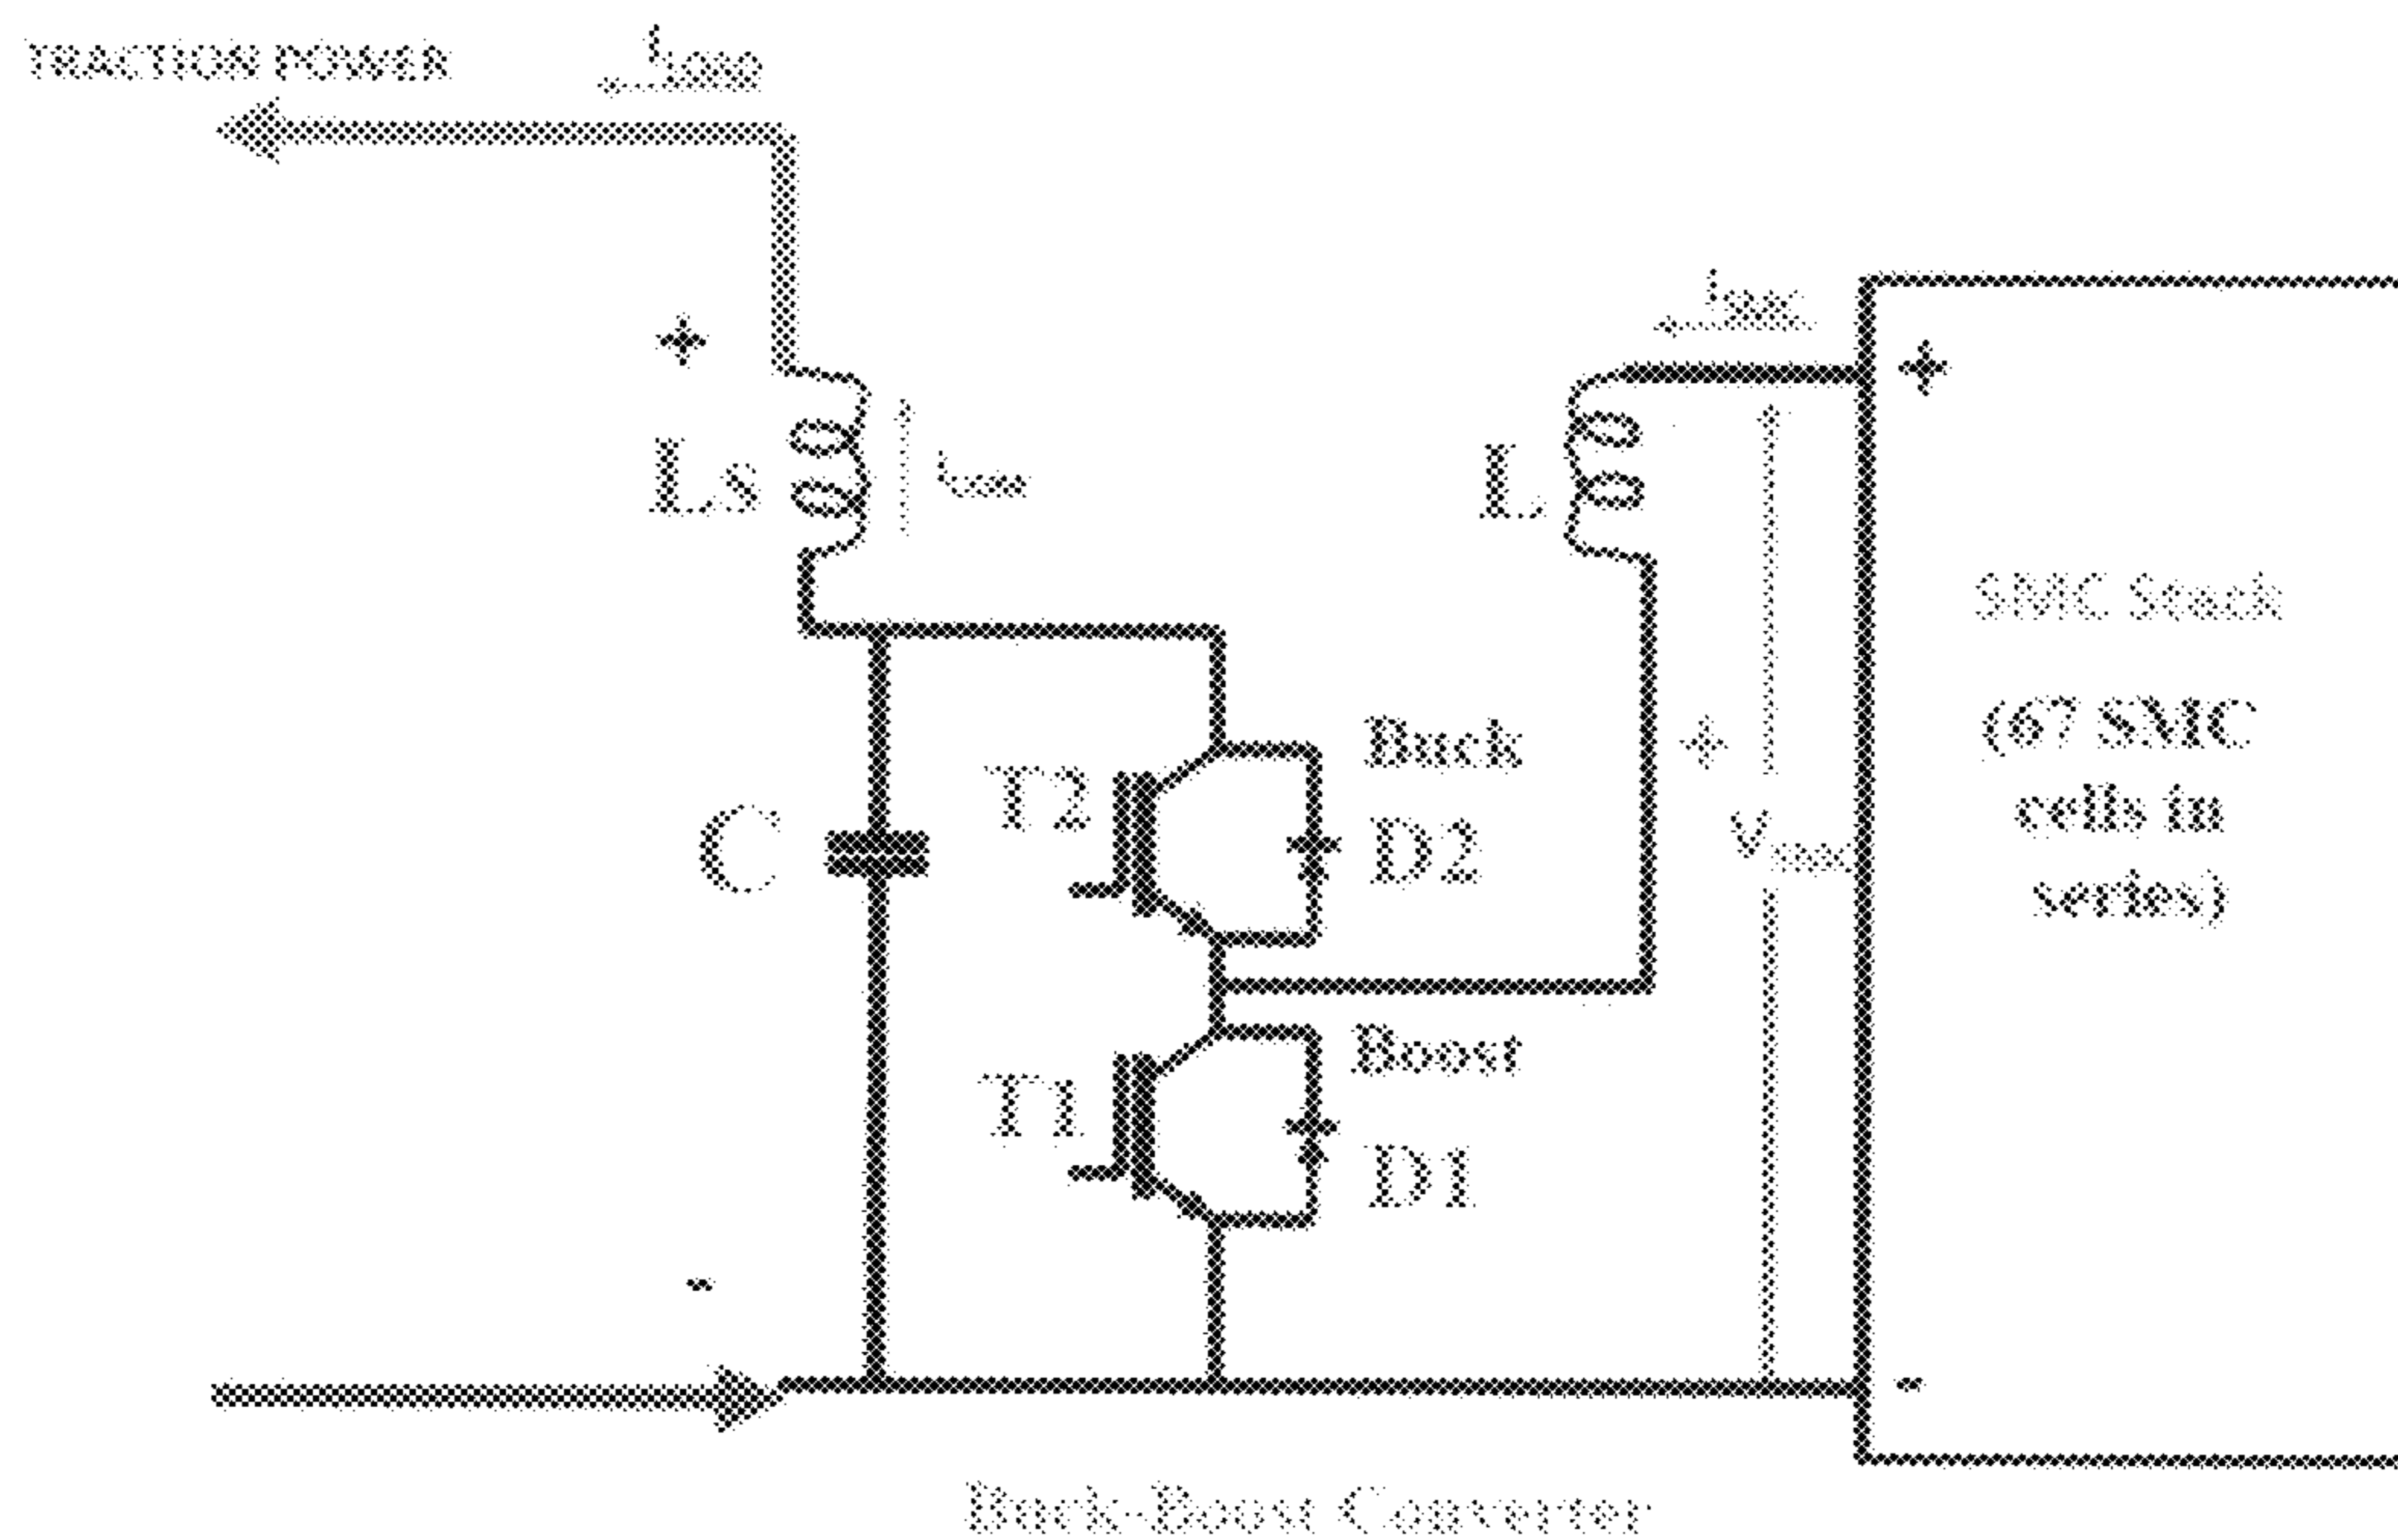 TRACTION POWER
I LOAD
+
+
Ls
L
SMC Stack
(67 SMC
cells in
series)
Buck
+
T2
C
D2
Boost
T1
D1
-
-
Buck-Boost Converter